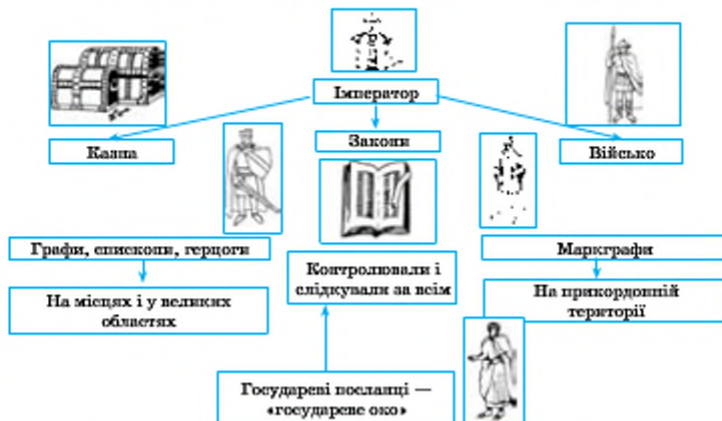 Імператор
Казна
Закони
Військо
Графи, єпископи, герцоги
Маркграфи
Контролювали і
слідкували за всім
На місцях і у великих
областях
На прикордонній
території
Государеві посланці —
«государеве око»